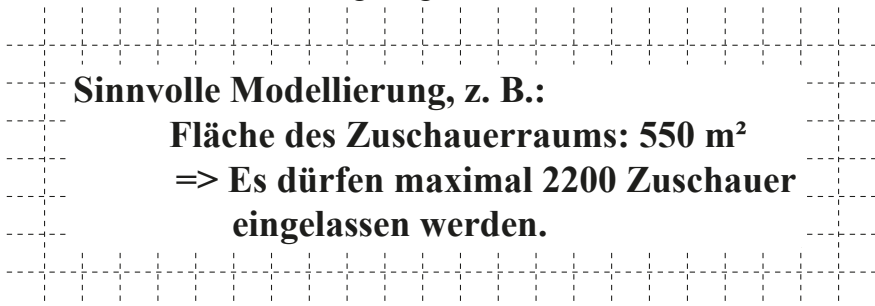 Sinnvolle Modellierung, z. B.:
Fläche des Zuschauerraums: 550 m²
=> Es dürfen maximal 2200 Zuschauer
eingelassen werden.